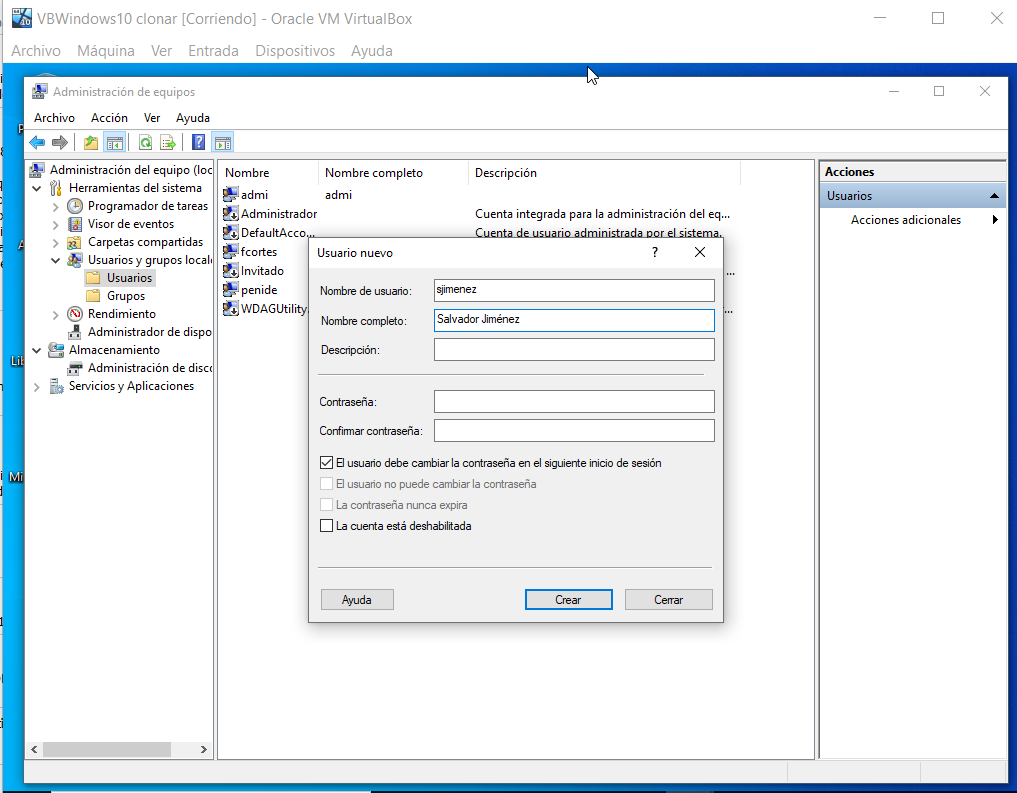 VBWindows10 clonar [Corriendo] - Oracle VM VirtualBox
Archivo Máquina Ver Entrada Dispositivos Ayuda
Administración de equipos
Archivo Acción Ver Ayuda
Administración del equipo (loc
Herramientas del sistema
Programador de tareas
Visor de eventos
Carpetas compartidas
Usuarios y grupos locale
Usuarios
Grupos
Rendimiento
Administrador de dispo
Almacenamiento
Administración de disco
Servicios y Aplicaciones
Nombre Nombre completo Descripción
admi admi
Administrador Cuenta integrada para la administración del eq...
DefaultAcco... Cuenta de usuario administrada por el sistema.
fcortes
Invitado ...
penide
WDAGUtility ...
Acciones
Usuarios
Acciones adicionales
Usuario nuevo ?
Nombre de usuario: sjimenez
Nombre completo: Salvador Jiménez
Descripción:
Contraseña:
Confirmar contraseña:
El usuario debe cambiar la contraseña en el siguiente inicio de sesión
El usuario no puede cambiar la contraseña
La contraseña nunca expira
La cuenta está deshabilitada
Ayuda Crear Cerrar